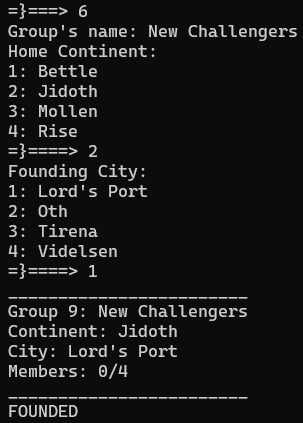 =}===> 6
Group's name: New Challengers
Home Continent:
1: Bettle
2: Jidoth
3: Mollen
4: Rise
=}====> 2
Founding City:
1: Lord's Port
2: Oth
3: Tirena
4: Videlsen
=}====> 1
________________________
Group 9: New Challengers
Continent: Jidoth
City: Lord's Port
Members: 0/4
________________________
FOUNDED